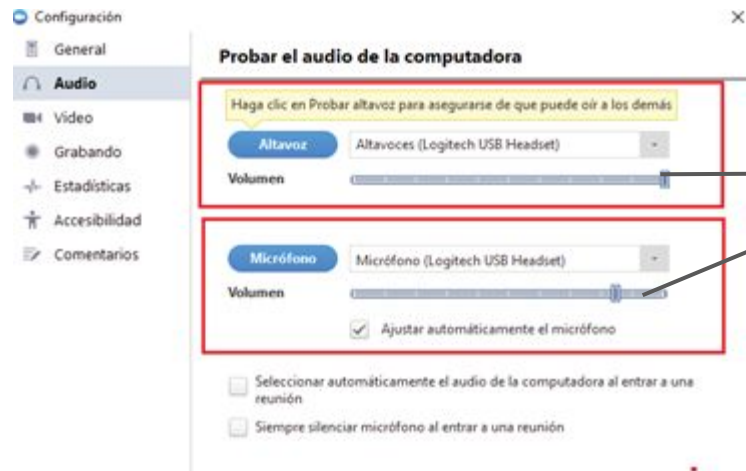 Configuración
General
Audio
Video
Grabando
Estadísticas
Accesibilidad
Comentarios
Probar el audio de la computadora
Haga clic en Probar altavoz para asegurarse de que puede oír a los demás
Altavoz Altavoces (Logitech USB Headset)
Volumen
Micrófono Micrófono (Logitech USB Headset)
Volumen
Ajustar automáticamente el micrófono
Seleccionar automáticamente el audio de la computadora al entrar a una
reunión
Siempre silenciar micrófono al entrar a una reunión